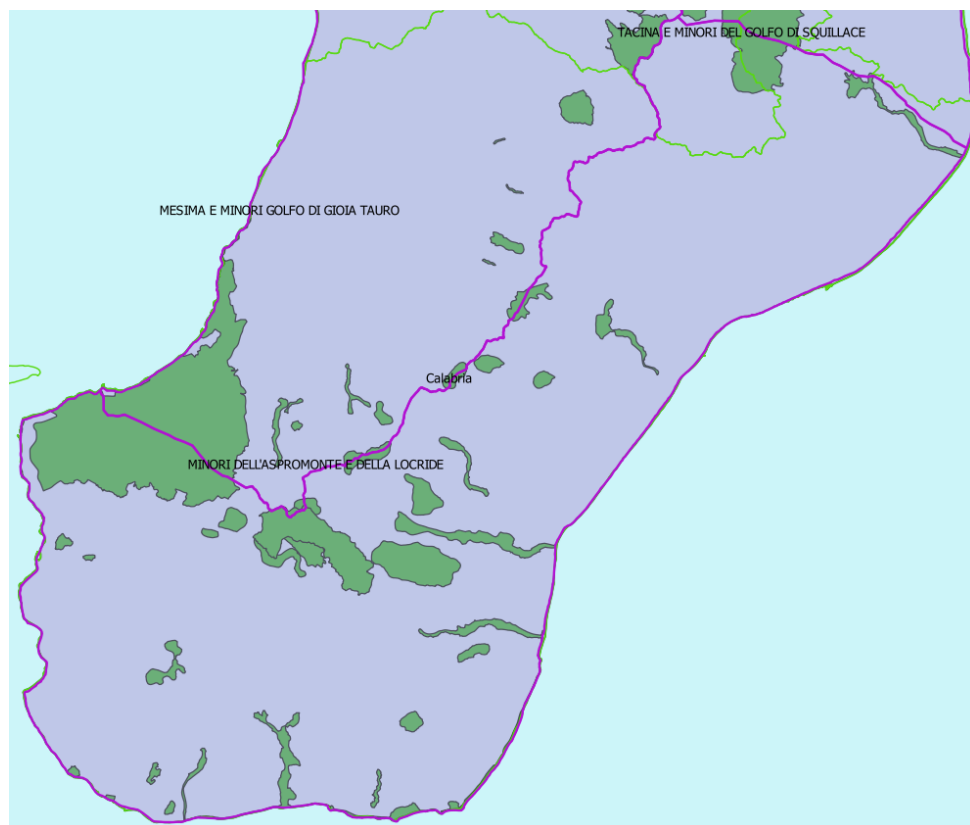 TACINA E MINORI DEL GOLFO DI SQUILLACE
MESIMA E MINORI GOLFO DI GIOIA TAURO
Calabria
MINORI DELL'ASPROMONTE E DELLA LOCRIDE